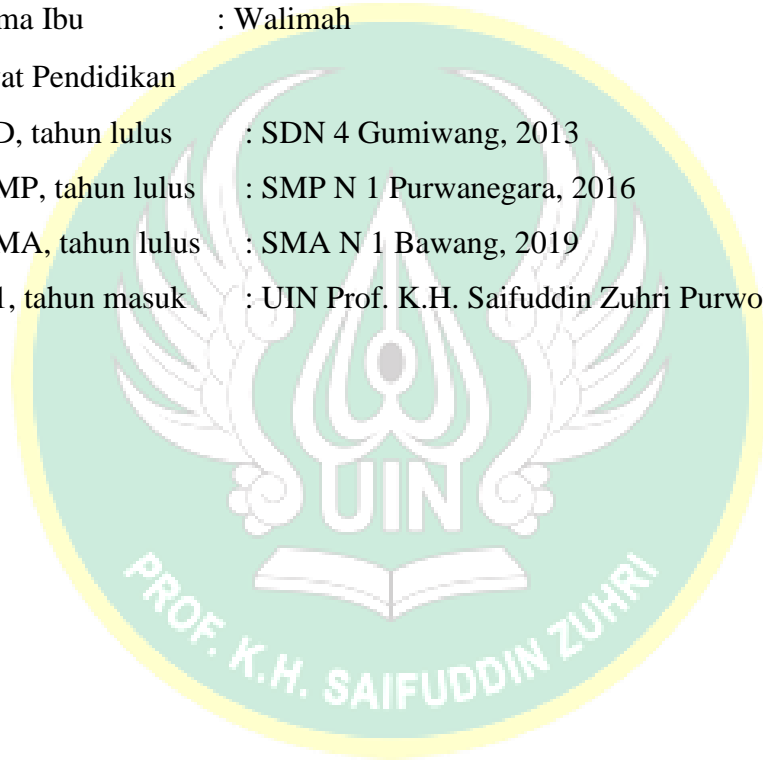 ma Ibu : Walimah
at Pendidikan
D, tahun lulus : SDN 4 Gumiwang, 2013
MP, tahun lulus : SMP N 1 Purwanegara, 2016
MA, tahun lulus : SMA N 1 Bawang, 2019
1, tahun masuk : UIN Prof. K.H. Saifuddin Zuhri Purwo
UIN
PROF. K.H. SAIFUDDIN ZUHRI